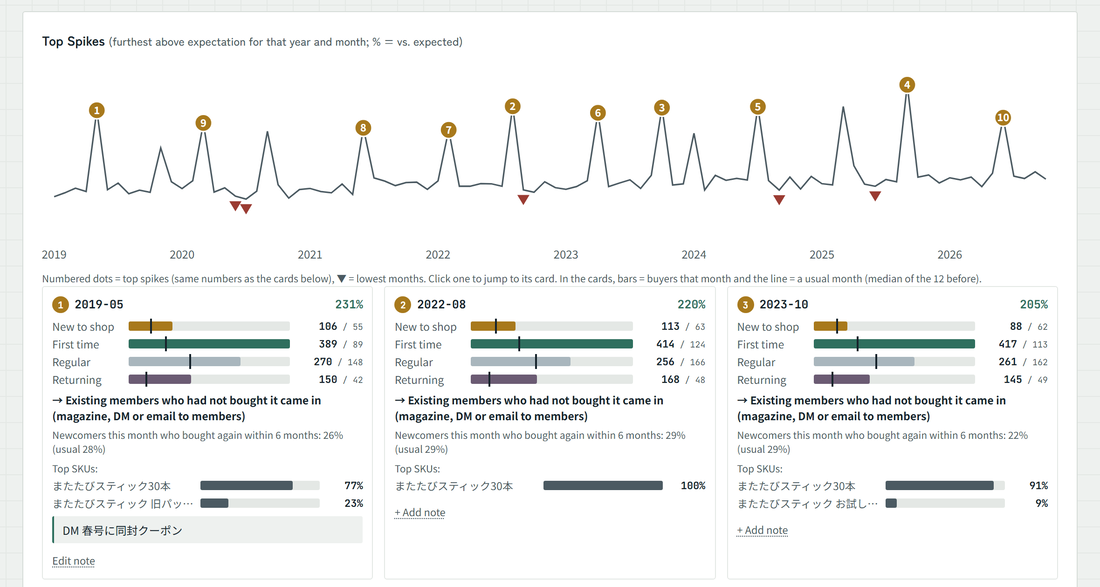 Top Spikes (furthest above expectation for that year and month; % = vs. expected)
4
1
2
5
3
6
10
9
8
7
2019 2020 2021 2022 2023 2024 2025 2026
Numbered dots = top spikes (same numbers as the cards below), ▼ = lowest months. Click one to jump to its card. In the cards, bars = buyers that month and the line = a usual month (median of the 12 before).
1 2019-05 231%
New to shop 106 / 55
First time 389 / 89
Regular 270 / 148
Returning 150 / 42
→ Existing members who had not bought it came in
(magazine, DM or email to members)
Newcomers this month who bought again within 6 months: 26%
(usual 28%)
Top SKUs:
またたびスティック30本 77%
またたびスティック 旧パッ… 23%
DM 春号に同封クーポン
Edit note
2 2022-08 220%
New to shop 113 / 63
First time 414 / 124
Regular 256 / 166
Returning 168 / 48
→ Existing members who had not bought it came in
(magazine, DM or email to members)
Newcomers this month who bought again within 6 months: 29%
(usual 29%)
Top SKUs:
またたびスティック30本 100%
+ Add note
3 2023-10 205%
New to shop 88 / 62
First time 417 / 113
Regular 261 / 162
Returning 145 / 49
→ Existing members who had not bought it came in
(magazine, DM or email to members)
Newcomers this month who bought again within 6 months: 22%
(usual 29%)
Top SKUs:
またたびスティック30本 91%
またたびスティック お試し… 9%
+ Add note